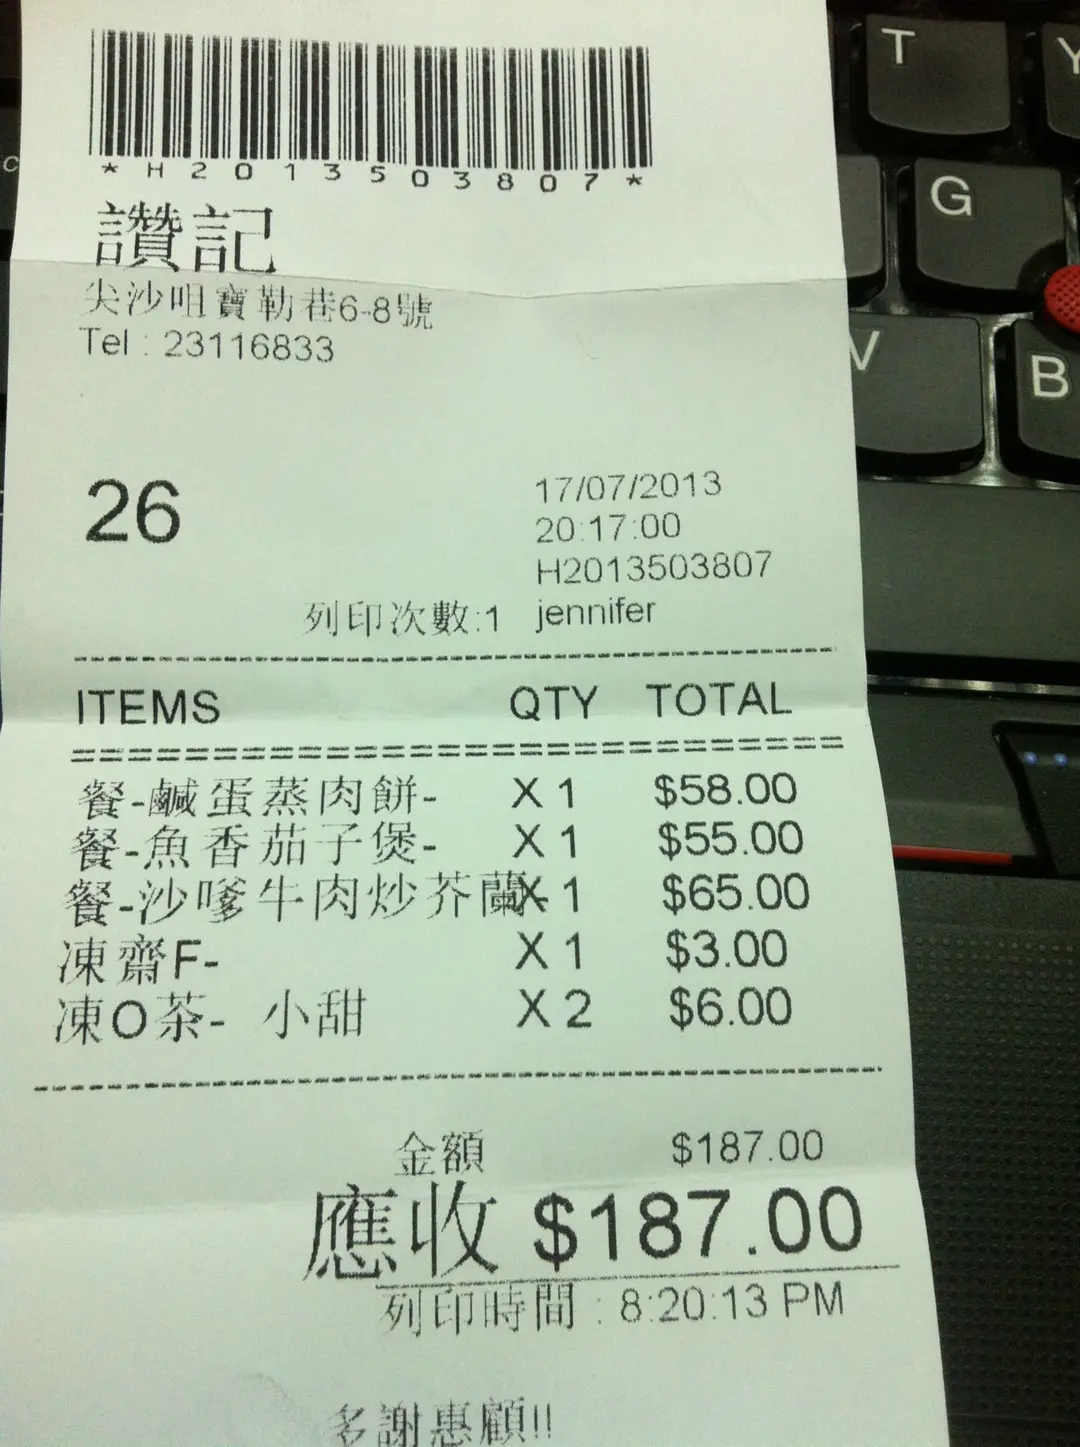 *H2013503807*
讚記
尖沙咀寶勒巷6-8號
Tel : 23116833
26
17/07/2013
20:17:00
H2013503807
列印次數:1 jennifer
ITEMS QTY TOTAL
餐-鹹蛋蒸肉餅- X 1 $58.00
餐-魚香茄子煲- X 1 $55.00
餐-沙嗲牛肉炒芥蘭- X 1 $65.00
凍齋F- X 1 $3.00
凍O茶- 小甜 X 2 $6.00
金額 $187.00
應收 $187.00
列印時間 : 8:20:13 PM
多謝惠顧!!
T
Y
G
V
B